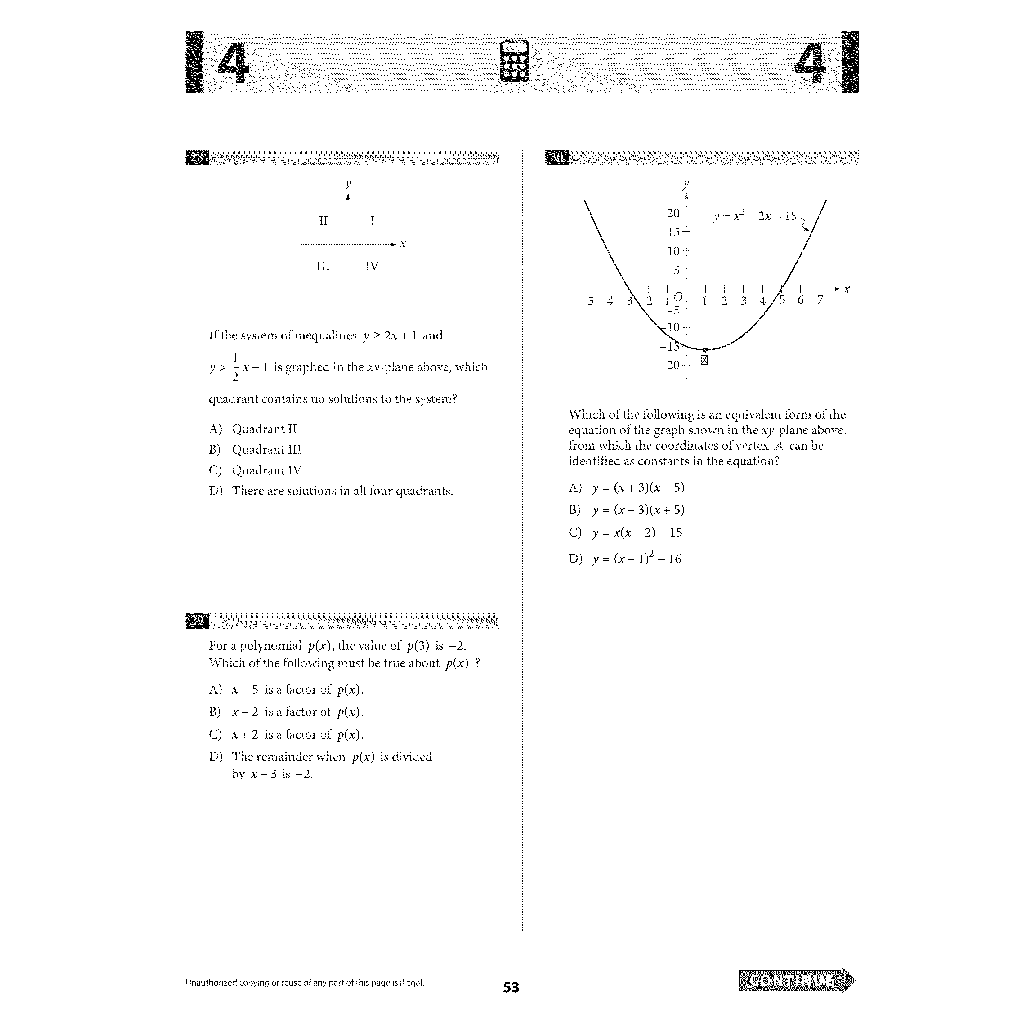 4
4
y
II
I
x
IV
If the system of inequalities y ≥ 2x + 1 and
y > 1/2 x − 1 is graphed in the xy-plane above, which
quadrant contains no solutions to the system?
A) Quadrant II
B) Quadrant III
C) Quadrant IV
D) There are solutions in all four quadrants.
29
For a polynomial p(x), the value of p(3) is −2.
Which of the following must be true about p(x) ?
A) x − 5 is a factor of p(x).
B) x − 2 is a factor of p(x).
C) x + 2 is a factor of p(x).
D) The remainder when p(x) is divided
by x − 3 is −2.
y
20
y = x² − 2x − 15
15
10
5
x
5 4 3 2 1 O 1 2 3 4 5 6 7
−5
−10
−15
20
Which of the following is an equivalent form of the
equation of the graph shown in the xy-plane above,
from which the coordinates of vertex A can be
identified as constants in the equation?
A) y = (x + 3)(x − 5)
B) y = (x − 3)(x + 5)
C) y = x(x − 2) − 15
D) y = (x − 1)² − 16
Unauthorized copying or reuse of any part of this page is illegal.
53
CONTINUE